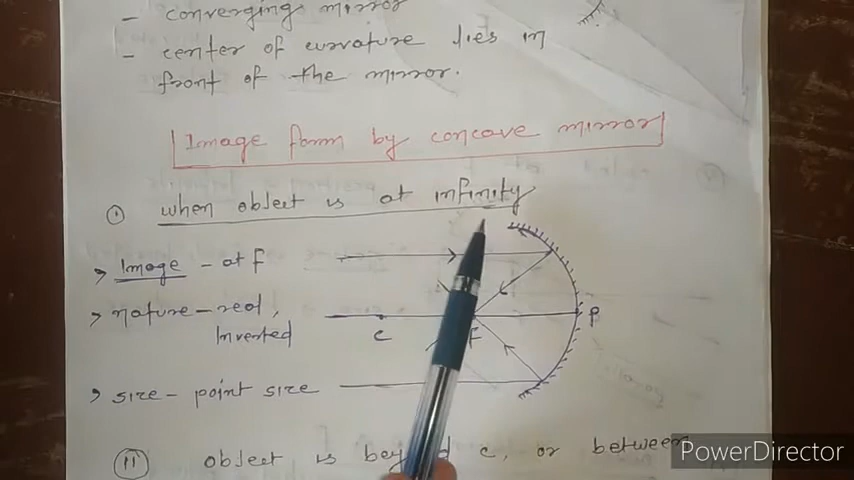 - converging mirror
- center of curvature lies in
front of the mirror.
Image form by concave mirror
(i) when object is at infinity
> Image - at f
> nature - real,
Inverted
> size - point size
C
F
P
(ii) object is beyond c, or between
PowerDirector